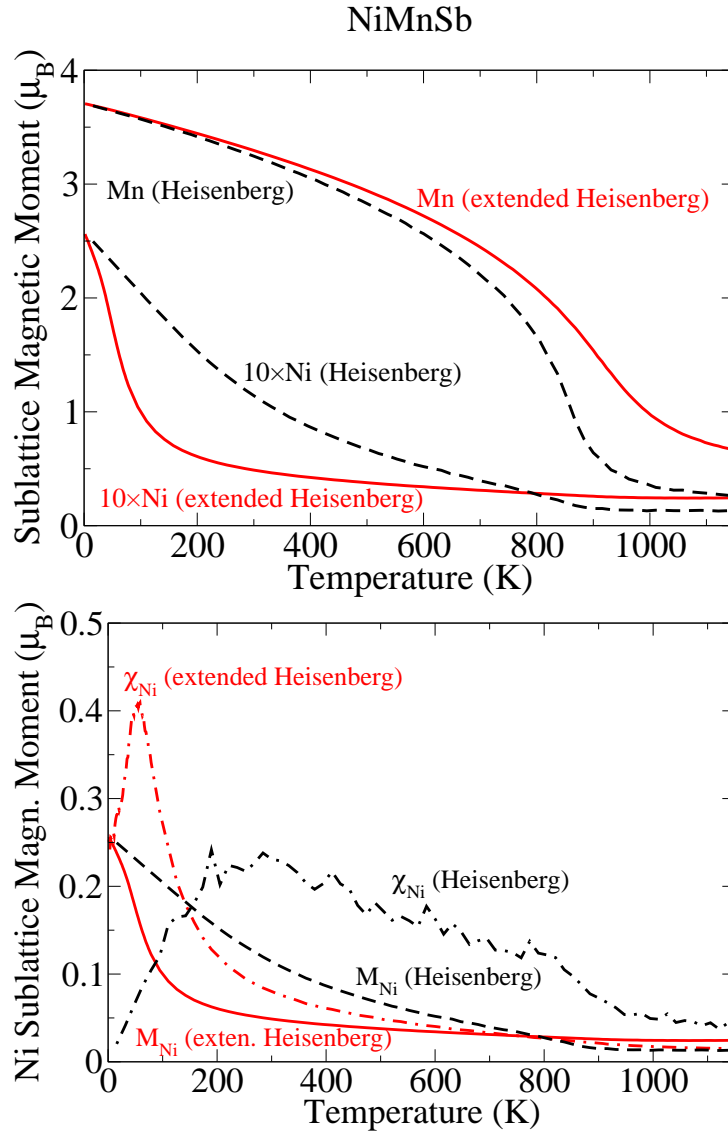 NiMnSb
Sublattice Magnetic Moment (μB)
4
3
2
1
0
Mn (Heisenberg)
Mn (extended Heisenberg)
10×Ni (Heisenberg)
10×Ni (extended Heisenberg)
0 200 400 600 800 1000
Temperature (K)
Ni Sublattice Magn. Moment (μB)
0.5
0.4
0.3
0.2
0.1
0
χNi (extended Heisenberg)
χNi (Heisenberg)
MNi (Heisenberg)
MNi (exten. Heisenberg)
0 200 400 600 800 1000
Temperature (K)